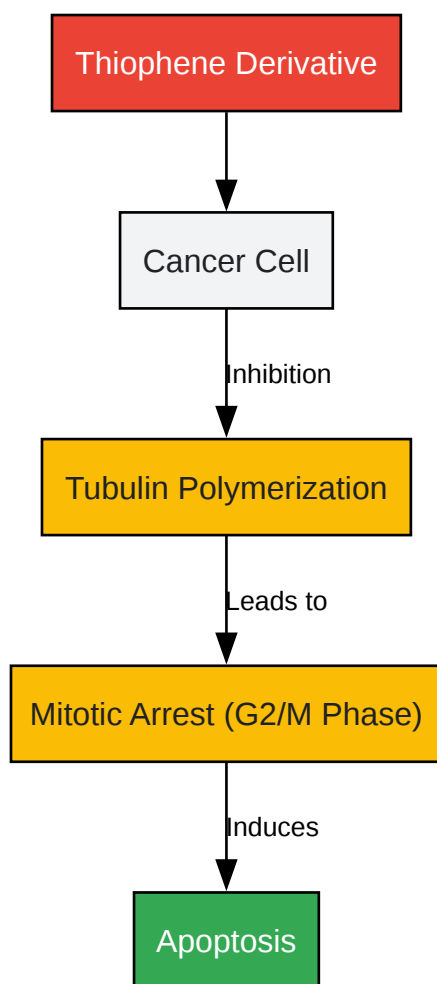 Thiophene Derivative
Cancer Cell
Inhibition
Tubulin Polymerization
Leads to
Mitotic Arrest (G2/M Phase)
Induces
Apoptosis